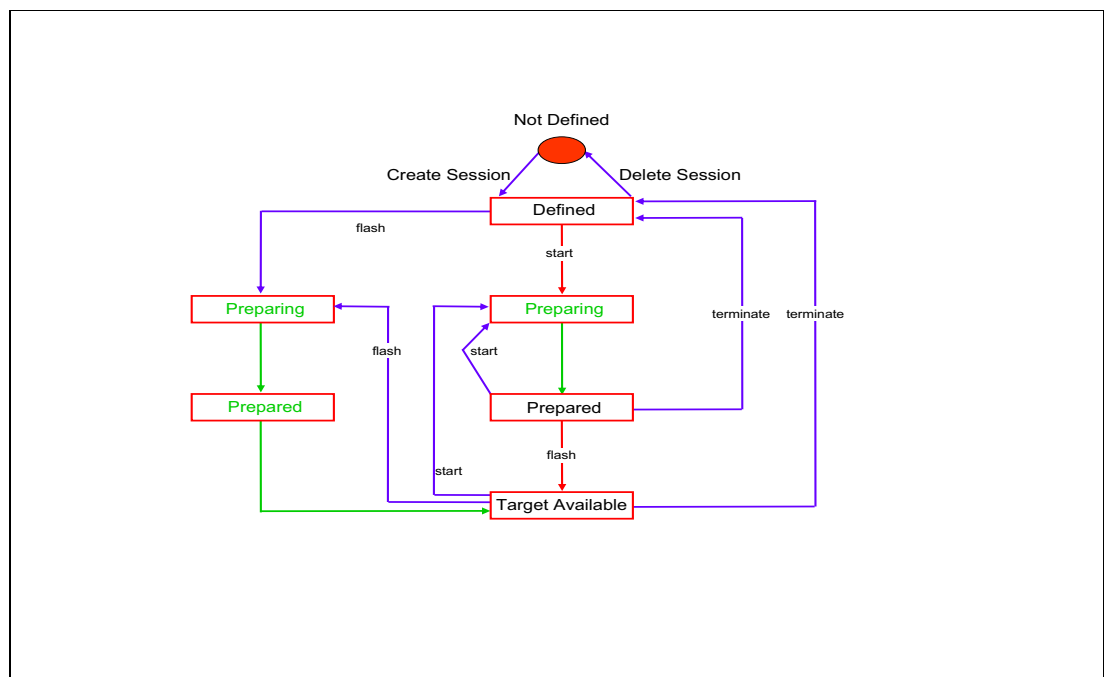 Not Defined
Create Session
Delete Session
Defined
flash
start
Preparing
Preparing
terminate
terminate
flash
start
Prepared
Prepared
flash
start
Target Available